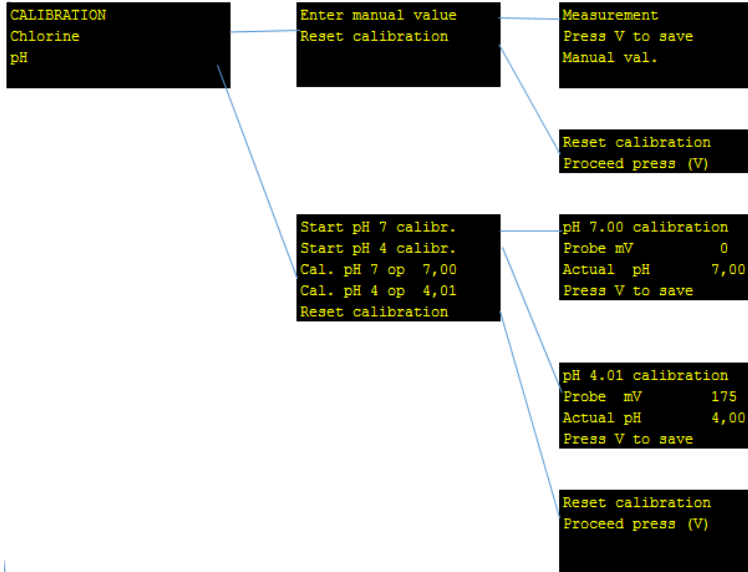 CALIBRATION
Chlorine
pH
Enter manual value
Reset calibration
Measurement
Press V to save
Manual val.
Reset calibration
Proceed press (V)
Start pH 7 calibr.
Start pH 4 calibr.
Cal. pH 7 op 7,00
Cal. pH 4 op 4,01
Reset calibration
pH 7.00 calibration
Probe mV 0
Actual pH 7,00
Press V to save
pH 4.01 calibration
Probe mV 175
Actual pH 4,00
Press V to save
Reset calibration
Proceed press (V)